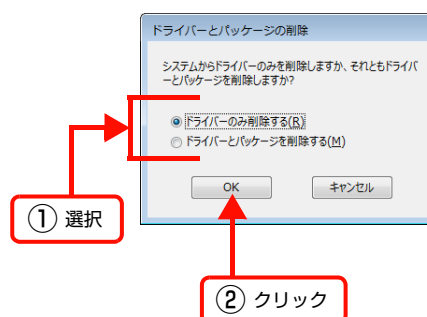 ドライバーとパッケージの削除
システムからドライバーのみを削除しますか、それともドライバ
ーとパッケージを削除しますか?
ドライバーのみ削除する(R)
ドライバーとパッケージを削除する(M)
OK
キャンセル
① 選択
② クリック